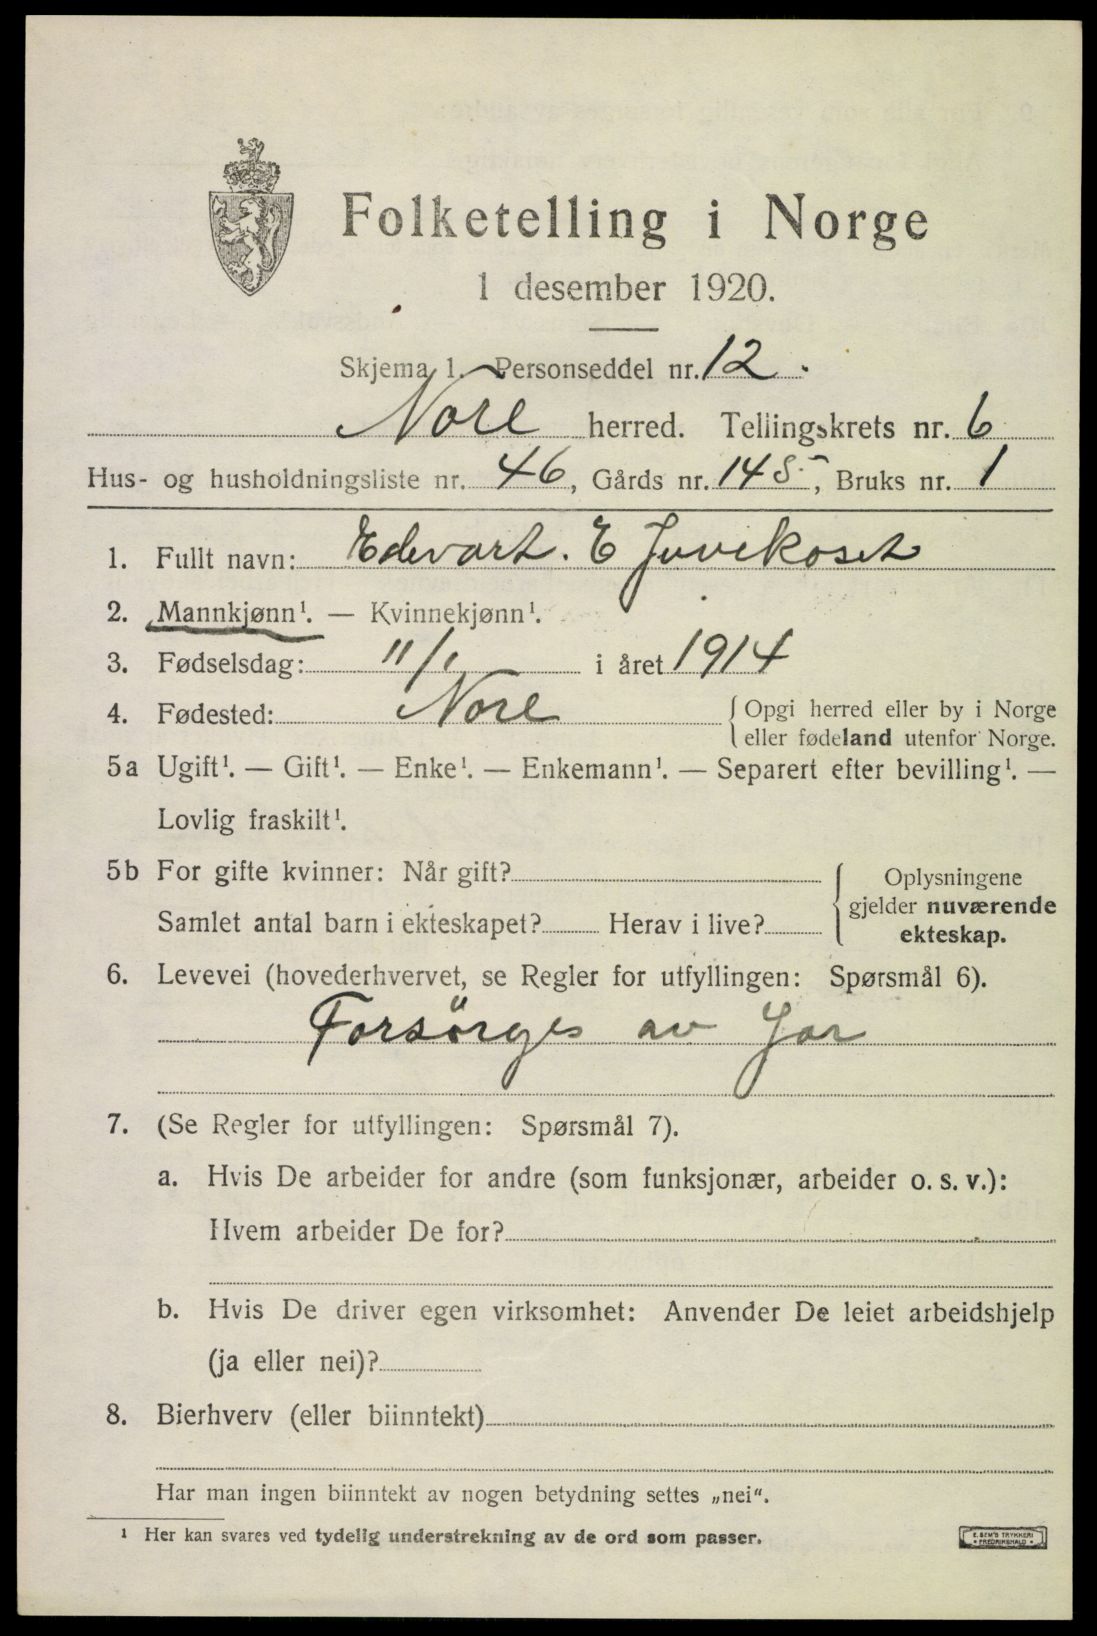 Folketelling i Norge
1 desember 1920.
Skjema 1. Personseddel nr. 12.
Nore herred. Tellingskrets nr. 6
Hus- og husholdningsliste nr. 46, Gårds nr. 145, Bruks nr. 1
1. Fullt navn: Edevart. E Juvekoset
2. Mannkjønn¹. — Kvinnekjønn¹.
3. Fødselsdag: 11/1 i året 1914
4. Fødested: Nore { Opgi herred eller by i Norge
eller fødeland utenfor Norge.
5a Ugift¹. — Gift¹. — Enke¹. — Enkemann¹. — Separert efter bevilling¹. —
Lovlig fraskilt¹.
5b For gifte kvinner: Når gift?
Samlet antal barn i ekteskapet? Herav i live?
{ Oplysningene
gjelder nuværende
ekteskap.
6. Levevei (hovederhvervet, se Regler for utfyllingen: Spørsmål 6).
Forsörges av Far
7. (Se Regler for utfyllingen: Spørsmål 7).
a. Hvis De arbeider for andre (som funksjonær, arbeider o. s. v.):
Hvem arbeider De for?
b. Hvis De driver egen virksomhet: Anvender De leiet arbeidshjelp
(ja eller nei)?
8. Bierhverv (eller biinntekt)
Har man ingen biinntekt av nogen betydning settes „nei“.
¹ Her kan svares ved tydelig understrekning av de ord som passer.
E. SEM'S TRYKKERI
FREDRIKSHALD